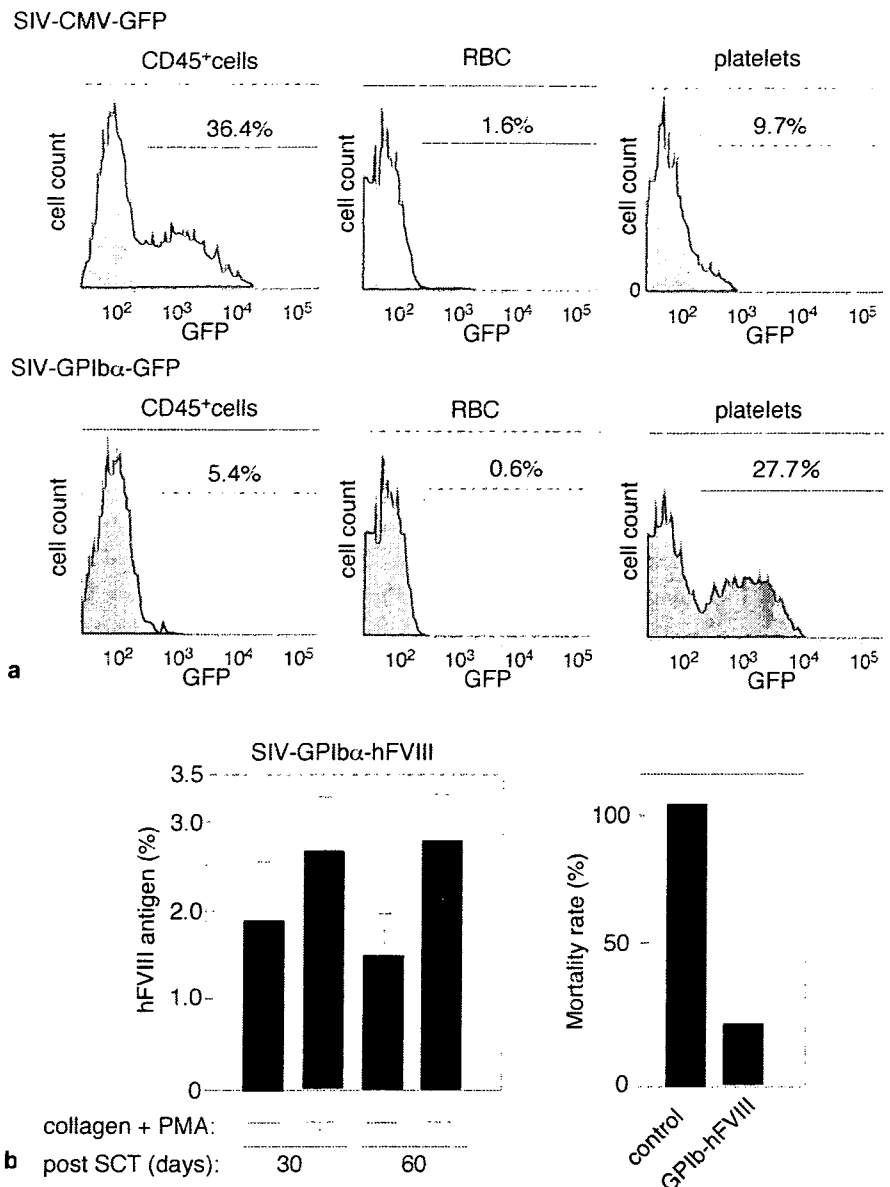 SIV-CMV-GFP
CD45+cells
RBC
platelets
36.4%
1.6%
9.7%
cell count
cell count
cell count
0
10² 10³ 10⁴ 10⁵
10² 10³ 10⁴ 10⁵
10² 10³ 10⁴ 10⁵
GFP
GFP
GFP
SIV-GPIbα-GFP
CD45+cells
RBC
platelets
5.4%
0.6%
27.7%
cell count
cell count
cell count
10² 10³ 10⁴ 10⁵
10² 10³ 10⁴ 10⁵
10² 10³ 10⁴ 10⁵
GFP
GFP
GFP
a
SIV-GPIbα-hFVIII
3.5
3.0
2.0
1.0
0
hFVIII antigen (%)
100
50
0
Mortality rate (%)
control
GPIb-hFVIII
collagen + PMA:
b post SCT (days): 30 60